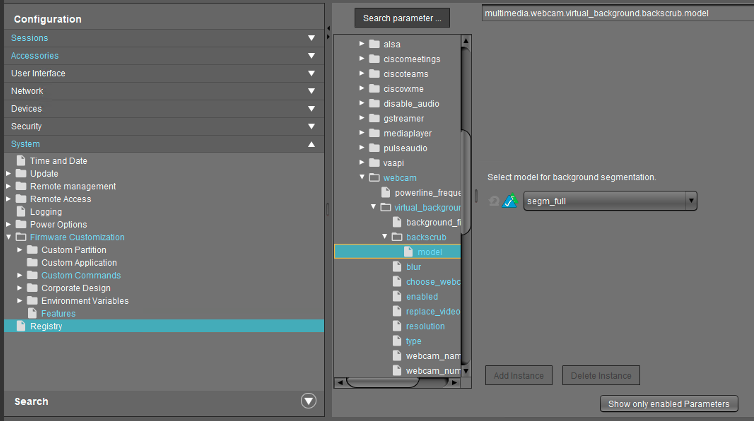 Configuration
Sessions
Accessories
User Interface
Network
Devices
Security
System
Time and Date
Update
Remote management
Remote Access
Logging
Power Options
Firmware Customization
Custom Partition
Custom Application
Custom Commands
Corporate Design
Environment Variables
Features
Registry
Search
Search parameter ...
alsa
ciscomeetings
ciscoteams
ciscovxme
disable_audio
gstreamer
mediaplayer
pulseaudio
vaapi
webcam
powerline_freque
virtual_backgroun
background_fi
backscrub
model
blur
choose_webc
enabled
replace_video
resolution
type
webcam_nam
webcam_num
multimedia.webcam.virtual_background.backscrub.model
Select model for background segmentation.
segm_full
Add Instance
Delete Instance
Show only enabled Parameters